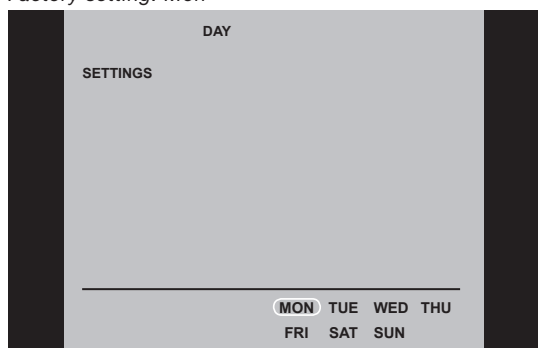 Factory setting: Mon
DAY
SETTINGS
MON TUE WED THU
FRI SAT SUN